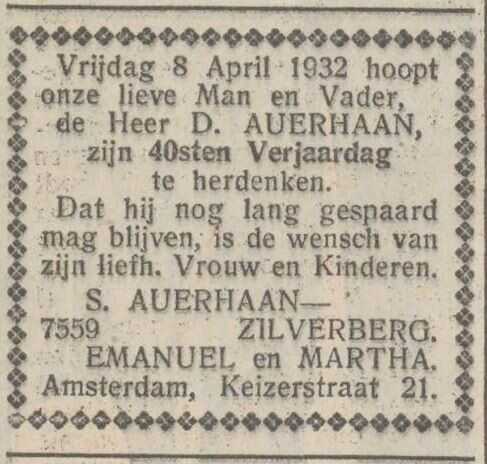 Vrijdag 8 April 1932 hoopt
onze lieve Man en Vader,
de Heer D. AUERHAAN,
zijn 40sten Verjaardag
te herdenken.
Dat hij nog lang gespaard
mag blijven, is de wensch van
zijn liefh. Vrouw en Kinderen.
S. AUERHAAN—
7559 ZILVERBERG.
EMANUEL en MARTHA.
Amsterdam, Keizerstraat 21.